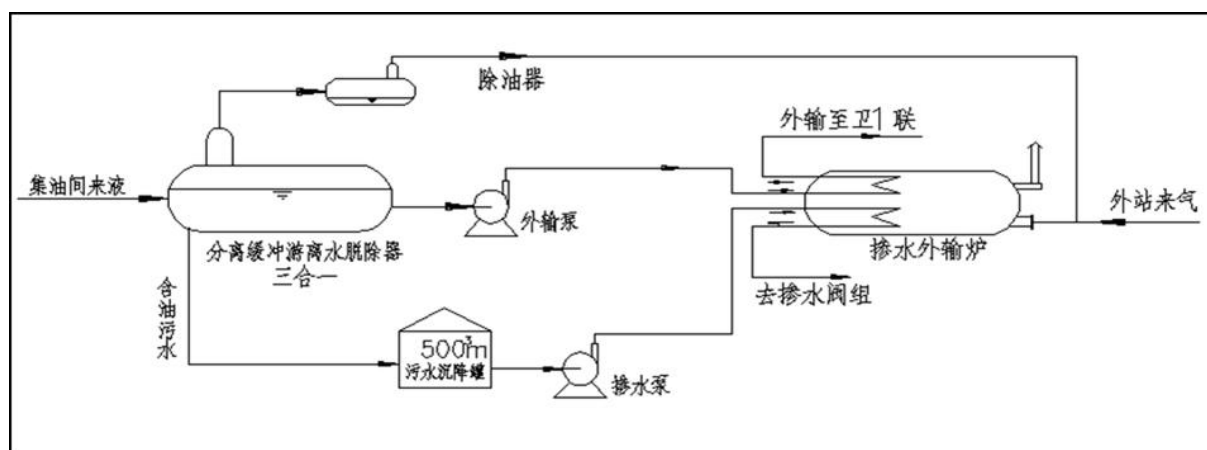 除油器
外输至卫1联
集油间来液
外站来气
外输泵
分离缓冲游离水脱除器
三合一
掺水外输炉
去掺水阀组
含油污水
500m³
污水沉降罐
掺水泵